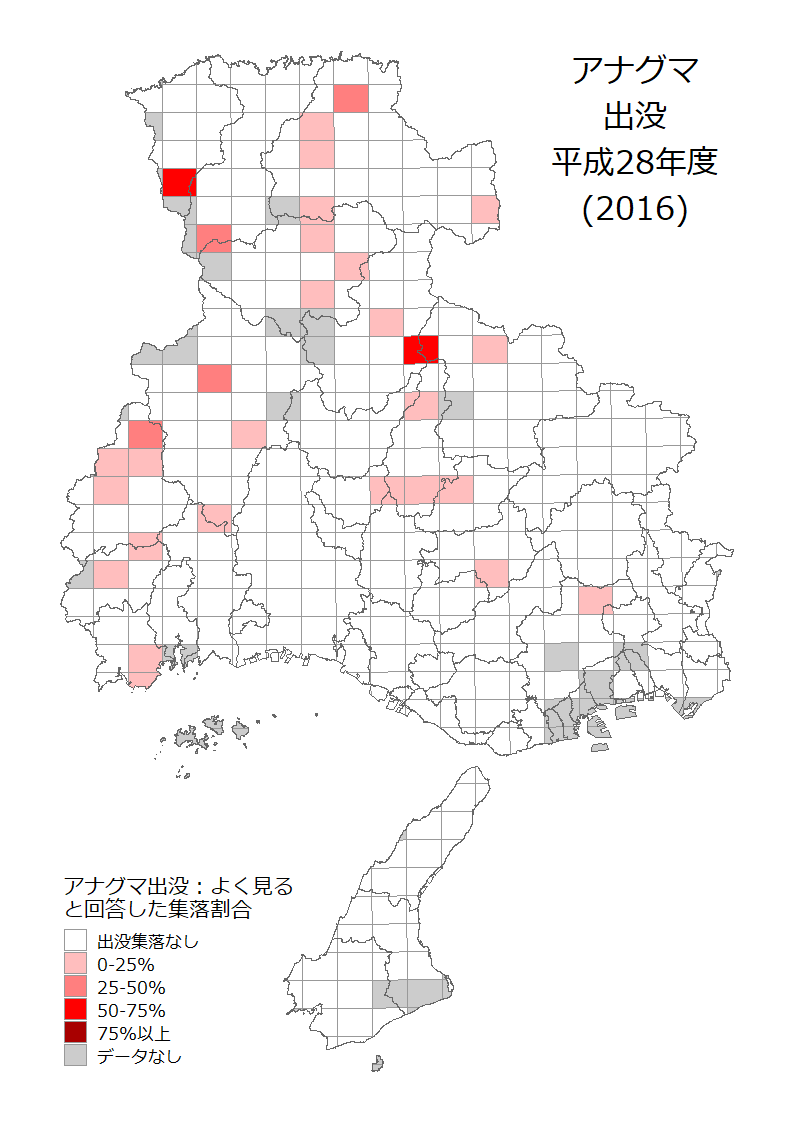 アナグマ
出没
平成28年度
(2016)
アナグマ出没：よく見る
と回答した集落割合
出没集落なし
0-25%
25-50%
50-75%
75%以上
データなし